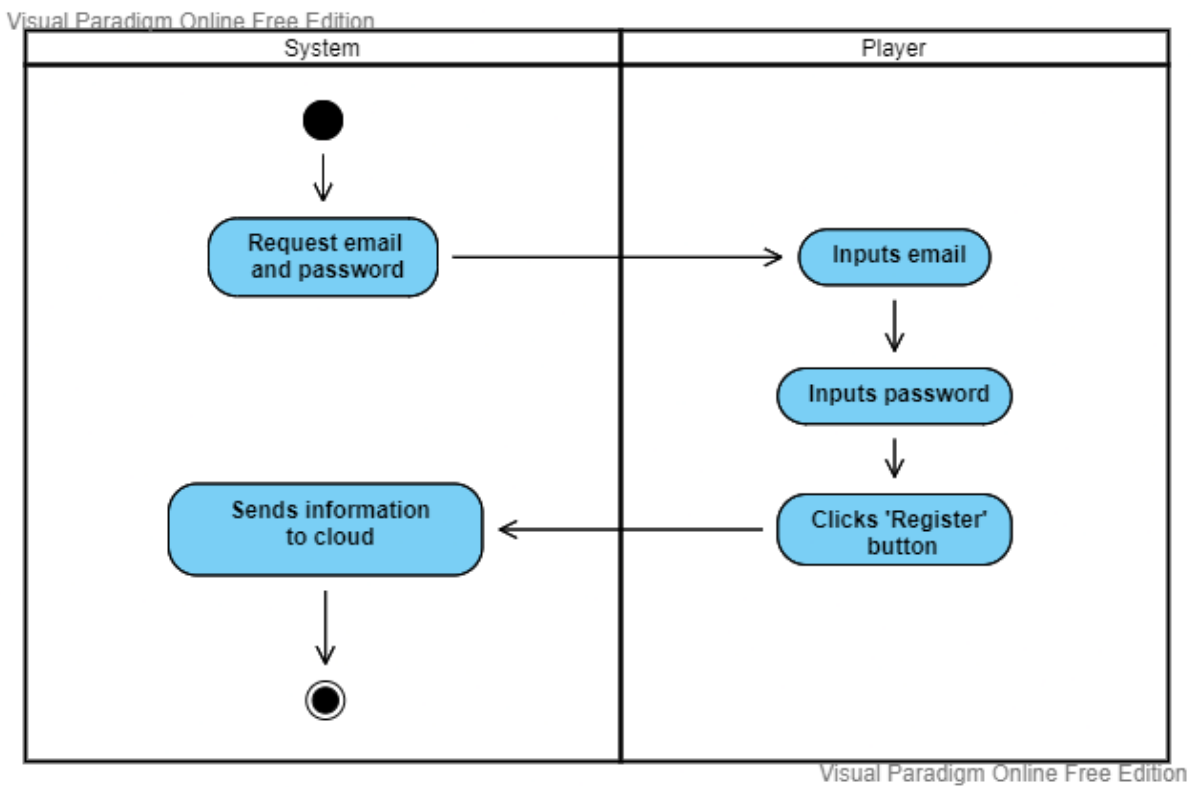 Visual Paradigm Online Free Edition
System
Player
Request email
and password
Inputs email
Inputs password
Clicks 'Register'
button
Sends information
to cloud
Visual Paradigm Online Free Edition